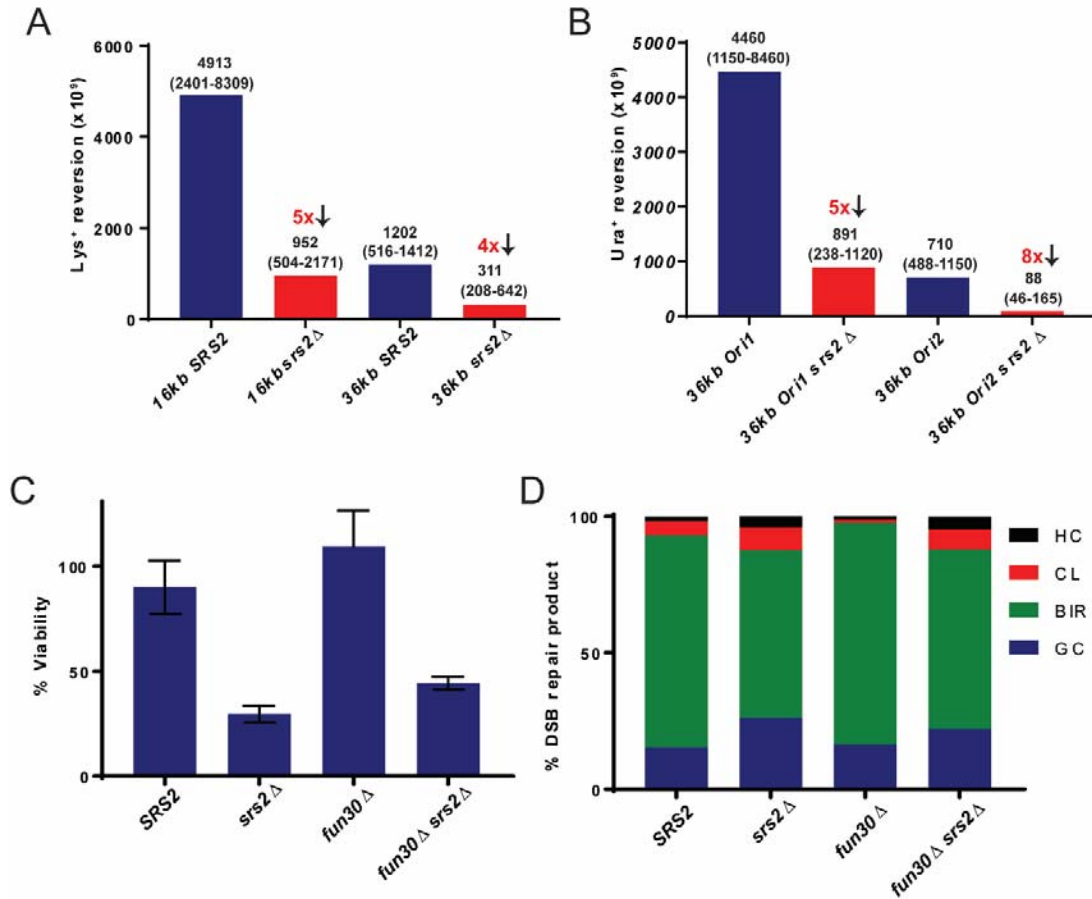 A
Lys⁺ reversion (x 10⁹)
6000
4000
2000
0
4913
(2401-8309)
5x↓
952
(504-2171)
1202
(516-1412)
4x↓
311
(208-642)
16kb SRS2
16kb srs2Δ
36kb SRS2
36kb srs2Δ
B
Ura⁺ reversion (x 10⁹)
5000
4000
3000
2000
1000
0
4460
(1150-8460)
5x↓
891
(238-1120)
710
(488-1150)
8x↓
88
(46-165)
36kb Ori1
36kb Ori1 srs2Δ
36kb Ori2
36kb Ori2 srs2Δ
C
% Viability
100
50
0
SRS2
srs2Δ
fun30Δ
fun30Δ srs2Δ
D
% DSB repair product
100
50
0
SRS2
srs2Δ
fun30Δ
fun30Δ srs2Δ
HC
CL
BIR
GC